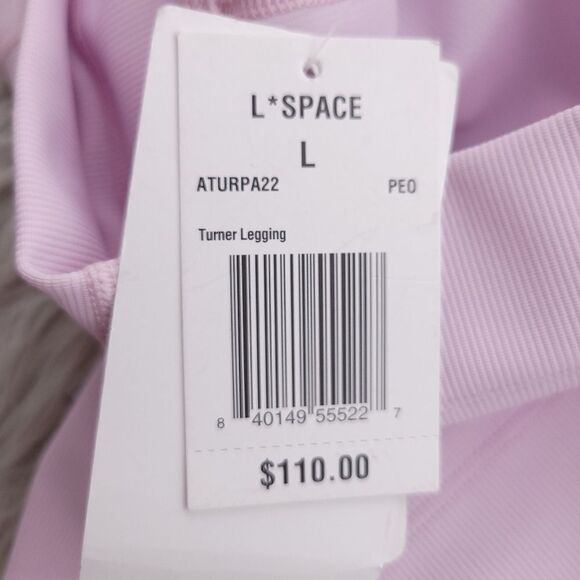 L*SPACE
L
ATURPA22 PEO
Turner Legging
8 40149 55522 7
$110.00